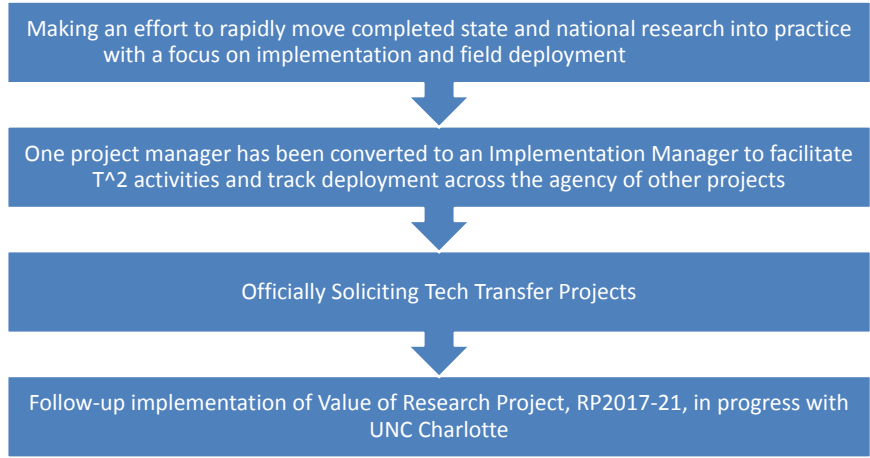 Making an effort to rapidly move completed state and national research into practice
with a focus on implementation and field deployment
One project manager has been converted to an Implementation Manager to facilitate
T^2 activities and track deployment across the agency of other projects
Officially Soliciting Tech Transfer Projects
Follow-up implementation of Value of Research Project, RP2017-21, in progress with
UNC Charlotte